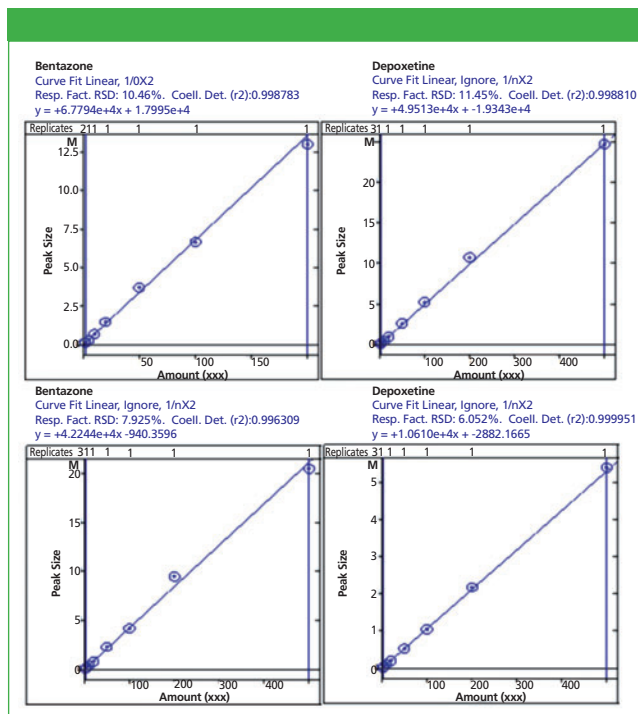 Bentazone
Curve Fit Linear, 1/0X2
Resp. Fact. RSD: 10.46%. Coell. Det. (r2):0.998783
y = +6.7794e+4x + 1.7995e+4
Replicates 211 1 1 1 1
M
12.5
10.0
7.5
5.0
2.5
0.0
Peak Size
50 100 150
Amount (xxx)
Depoxetine
Curve Fit Linear, Ignore, 1/nX2
Resp. Fact. RSD: 11.45%. Coell. Det. (r2):0.998810
y = +4.9513e+4x + -1.9343e+4
Replicates 31 1 1 1 1 1
M
20
15
10
5
0
Peak Size
100 200 300 400
Amount (xxx)
Bentazone
Curve Fit Linear, Ignore, 1/nX2
Resp. Fact. RSD: 7.925%. Coell. Det. (r2):0.996309
y = +4.2244e+4x -940.3596
Replicates 311 1 1 1 1
M
20
15
10
5
0
Peak Size
100 200 300 400
Amount (xxx)
Depoxetine
Curve Fit Linear, Ignore, 1/nX2
Resp. Fact. RSD: 6.052%. Coell. Det. (r2):0.999951
y = +1.0610e+4x + -2882.1665
Replicates 31 1 1 1 1 1
M
5
4
3
2
1
0
Peak Size
100 200 300 400
Amount (xxx)